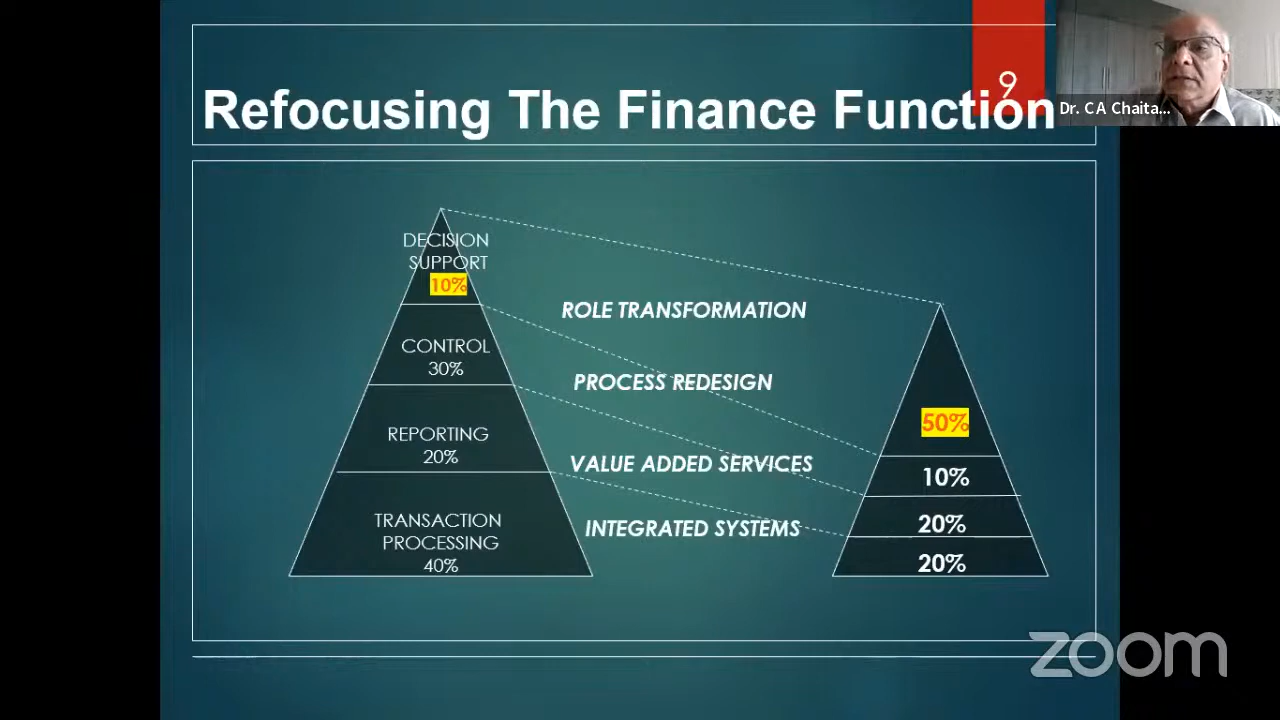 9
Refocusing The Finance Function
Dr. CA Chaita...
DECISION
SUPPORT
10%
CONTROL
30%
REPORTING
20%
TRANSACTION
PROCESSING
40%
ROLE TRANSFORMATION
PROCESS REDESIGN
VALUE ADDED SERVICES
INTEGRATED SYSTEMS
50%
10%
20%
20%
zoom